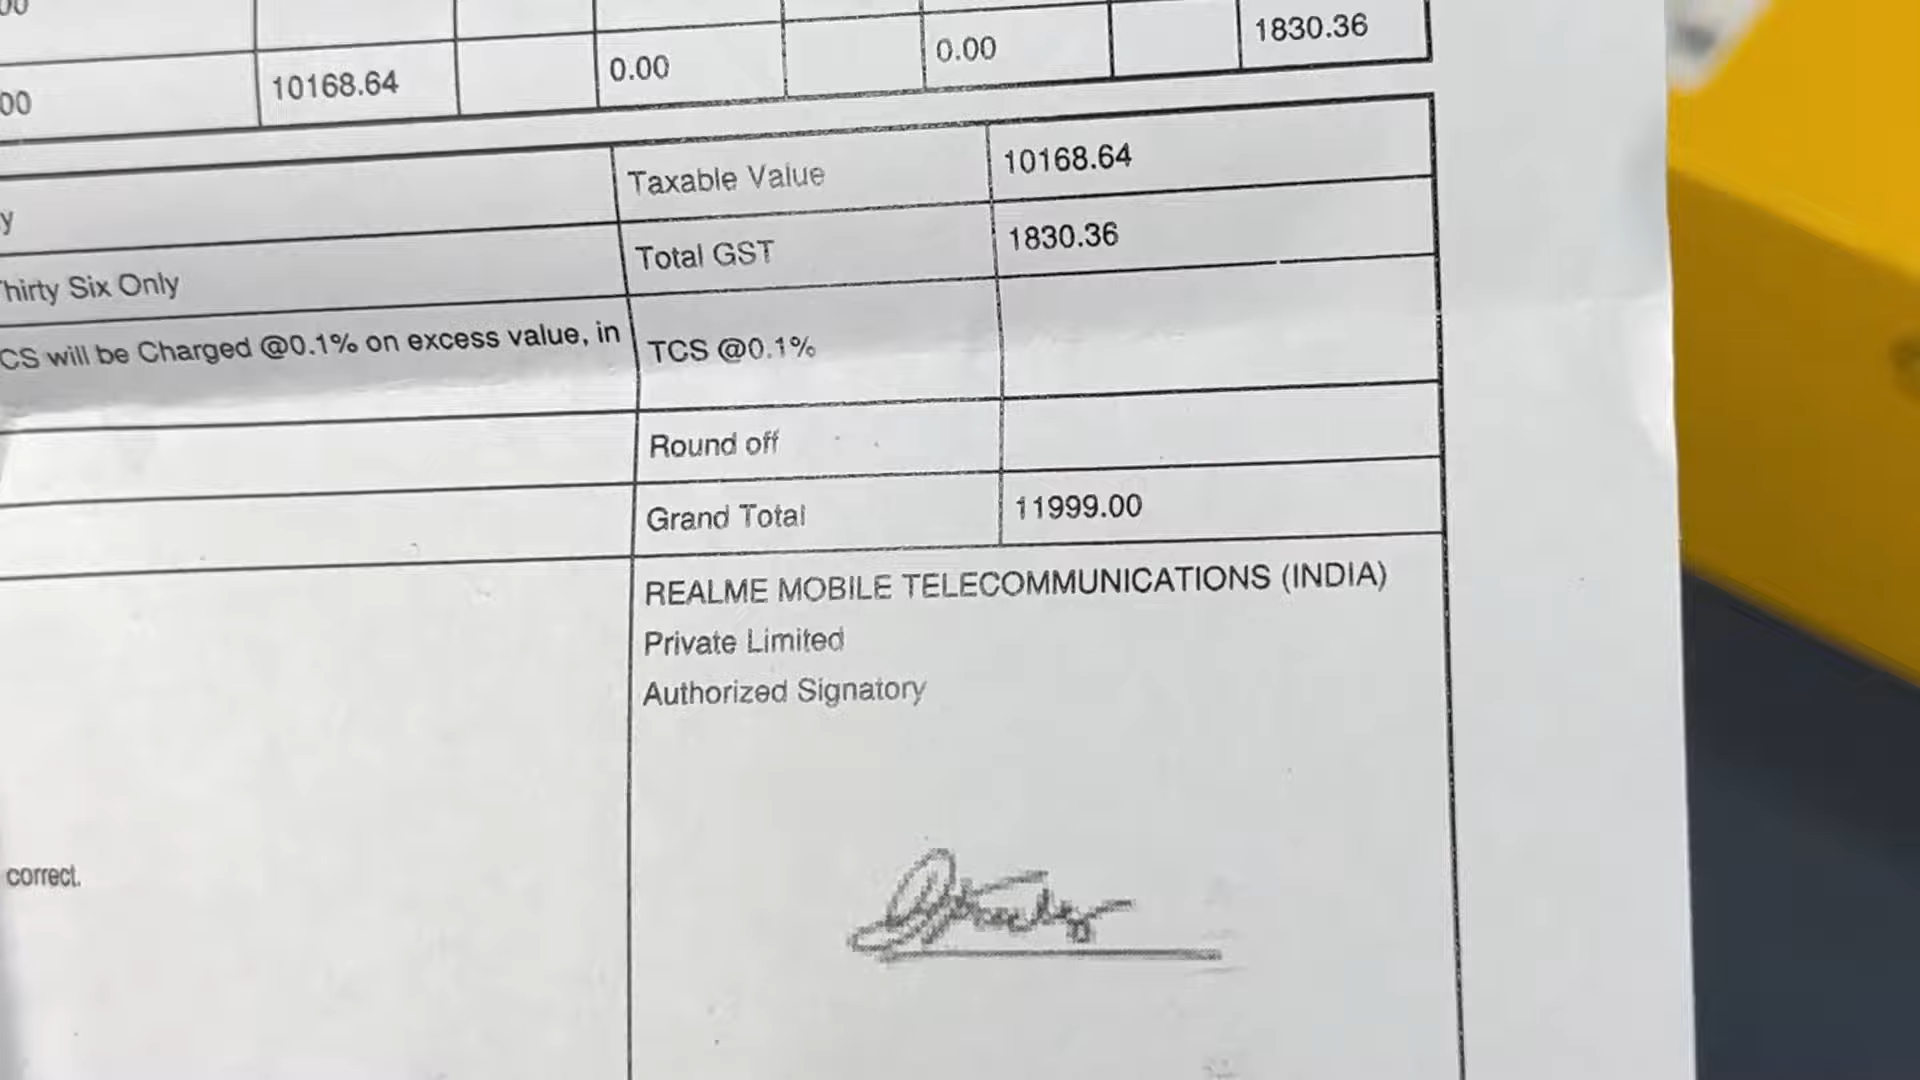 00
00 10168.64 0.00 0.00 1830.36
Taxable Value 10168.64
y
Total GST 1830.36
Thirty Six Only
CS will be Charged @0.1% on excess value, in
TCS @0.1%
Round off
Grand Total 11999.00
REALME MOBILE TELECOMMUNICATIONS (INDIA)
Private Limited
Authorized Signatory
correct.